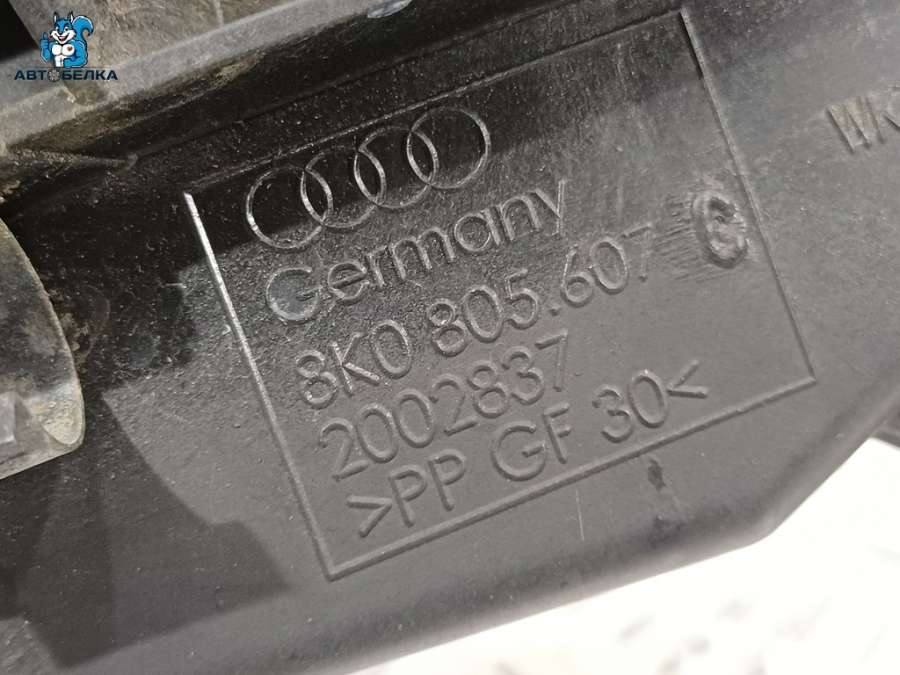 АВТОБЕЛКА
Germany
8K0 805.607 C
2002837
>PP GF 30<